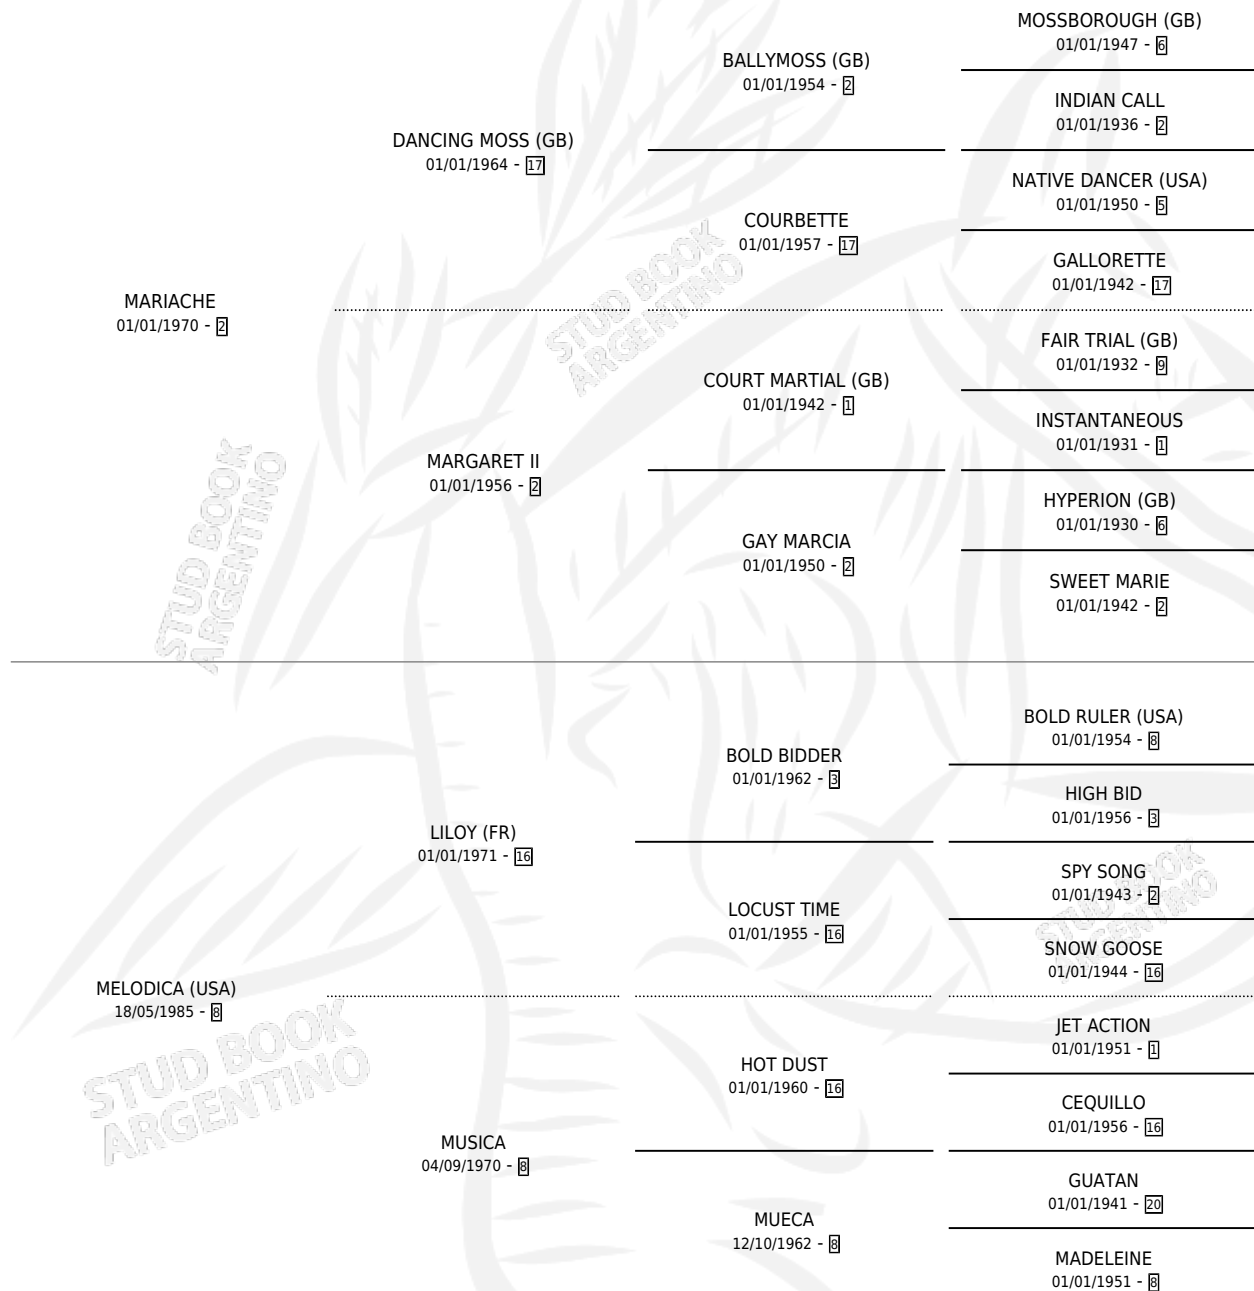 MARIACHE
01/01/1970 - 2
DANCING MOSS (GB)
01/01/1964 - 17
BALLYMOSS (GB)
01/01/1954 - 2
MOSSBOROUGH (GB)
01/01/1947 - 6
INDIAN CALL
01/01/1936 - 2
COURBETTE
01/01/1957 - 17
NATIVE DANCER (USA)
01/01/1950 - 5
GALLORETTE
01/01/1942 - 17
MARGARET II
01/01/1956 - 2
COURT MARTIAL (GB)
01/01/1942 - 1
FAIR TRIAL (GB)
01/01/1932 - 9
INSTANTANEOUS
01/01/1931 - 1
GAY MARCIA
01/01/1950 - 2
HYPERION (GB)
01/01/1930 - 6
SWEET MARIE
01/01/1942 - 2
MELODICA (USA)
18/05/1985 - 8
LILOY (FR)
01/01/1971 - 16
BOLD BIDDER
01/01/1962 - 3
BOLD RULER (USA)
01/01/1954 - 8
HIGH BID
01/01/1956 - 3
LOCUST TIME
01/01/1955 - 16
SPY SONG
01/01/1943 - 2
SNOW GOOSE
01/01/1944 - 16
MUSICA
04/09/1970 - 8
HOT DUST
01/01/1960 - 16
JET ACTION
01/01/1951 - 1
CEQUILLO
01/01/1956 - 16
MUECA
12/10/1962 - 8
GUATAN
01/01/1941 - 20
MADELEINE
01/01/1951 - 8
STUD BOOK
ARGENTINO
STUD BOOK
ARGENTINO
STUD BOOK
ARGENTINO
STUD BOOK
ARGENTINO